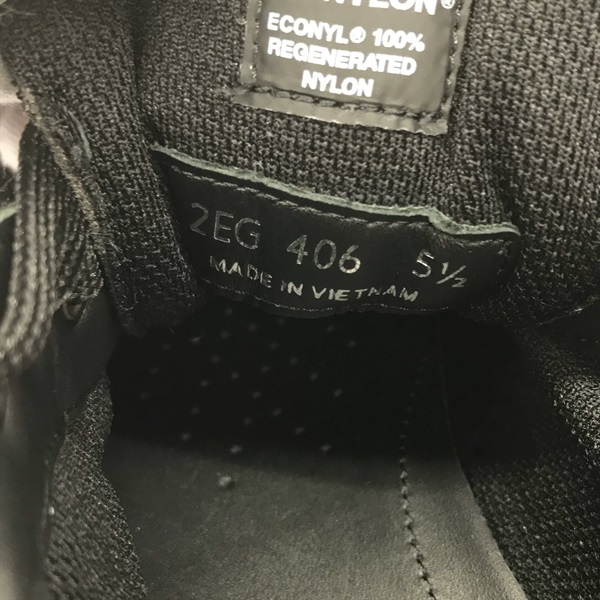 ECONYL® 100%
REGENERATED
NYLON
2EG 406 5½
MADE IN VIETNAM